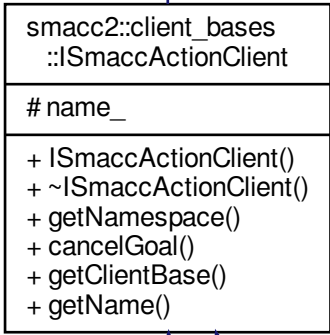 smacc2::client_bases
::ISmaccActionClient
# name_
+ ISmaccActionClient()
+ ~ISmaccActionClient()
+ getNamespace()
+ cancelGoal()
+ getClientBase()
+ getName()